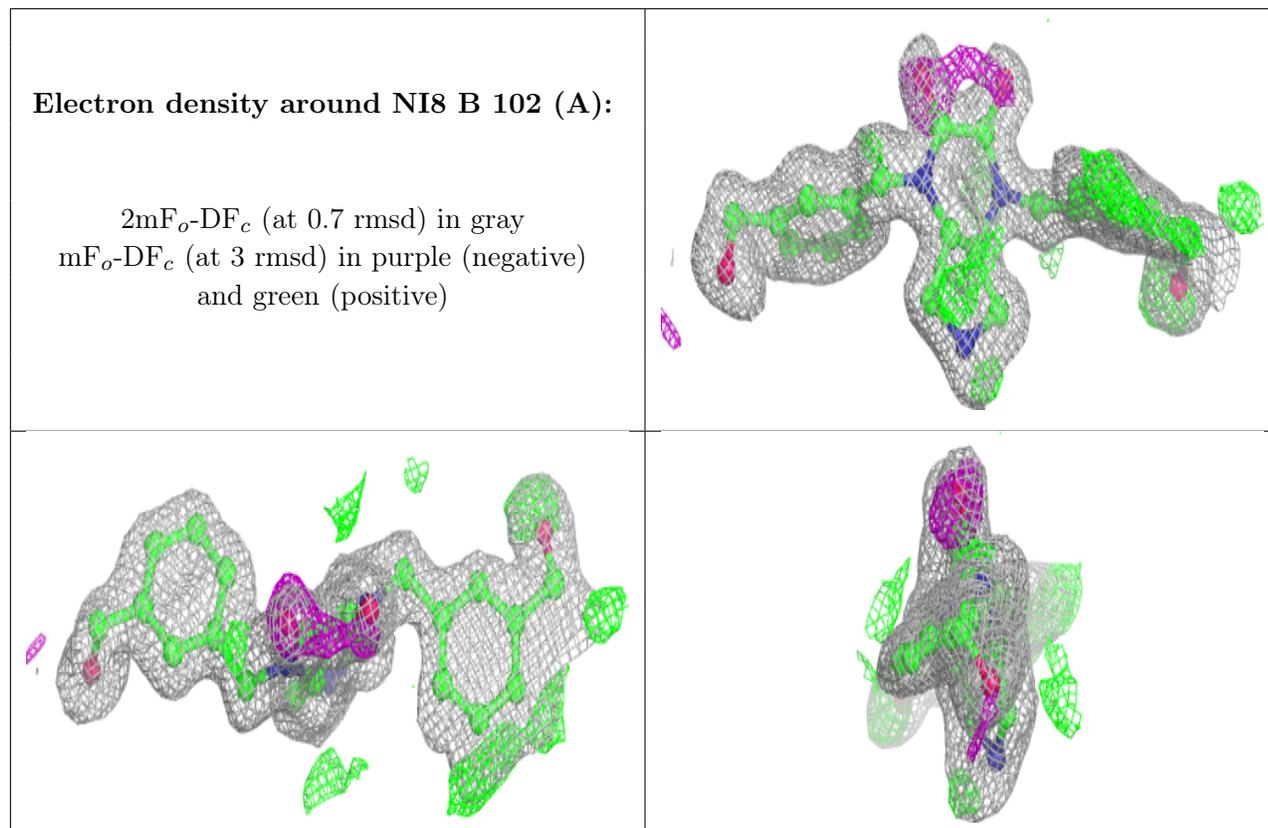 Electron density around NI8 B 102 (A):
2mFo-DFc (at 0.7 rmsd) in gray
mFo-DFc (at 3 rmsd) in purple (negative)
and green (positive)